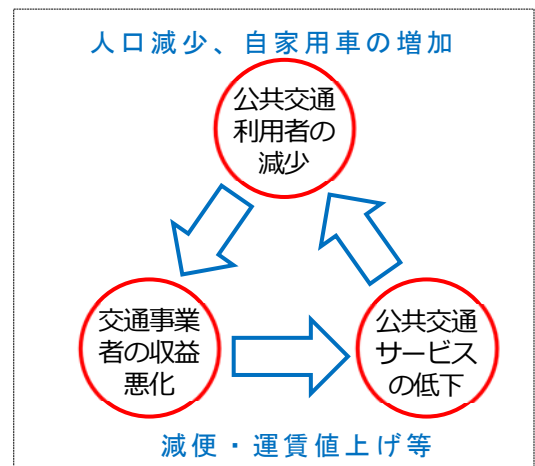 人口減少、自家用車の増加
公共交通
利用者の
減少
交通事業
者の収益
悪化
公共交通
サービス
の低下
減便・運賃値上げ等